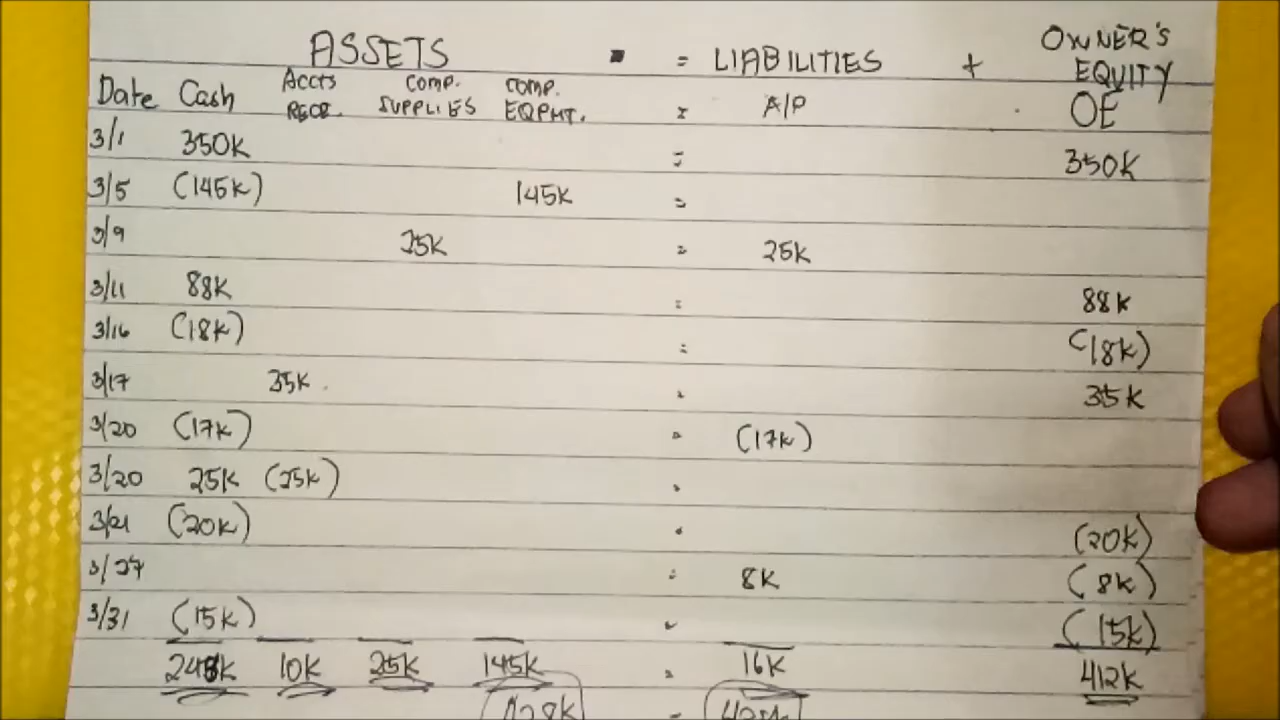 ASSETS = LIABILITIES + OWNER'S EQUITY
Date Cash Accts Comp. SUPPLIES Comp. EQPMT. = A/P OE
3/1 350K = 350K
3/5 (145K) 145K =
3/9 25K = 25K
3/11 88K = 88K
3/16 (18K) = (18K)
3/17 35K = 35K
3/20 (17K) = (17K)
3/20 25K (25K) =
3/21 (20K) = (20K)
3/27 = 8K (8K)
3/31 (15K) = (15K)
248K 10K 25K 145K = 16K 412K
428K =